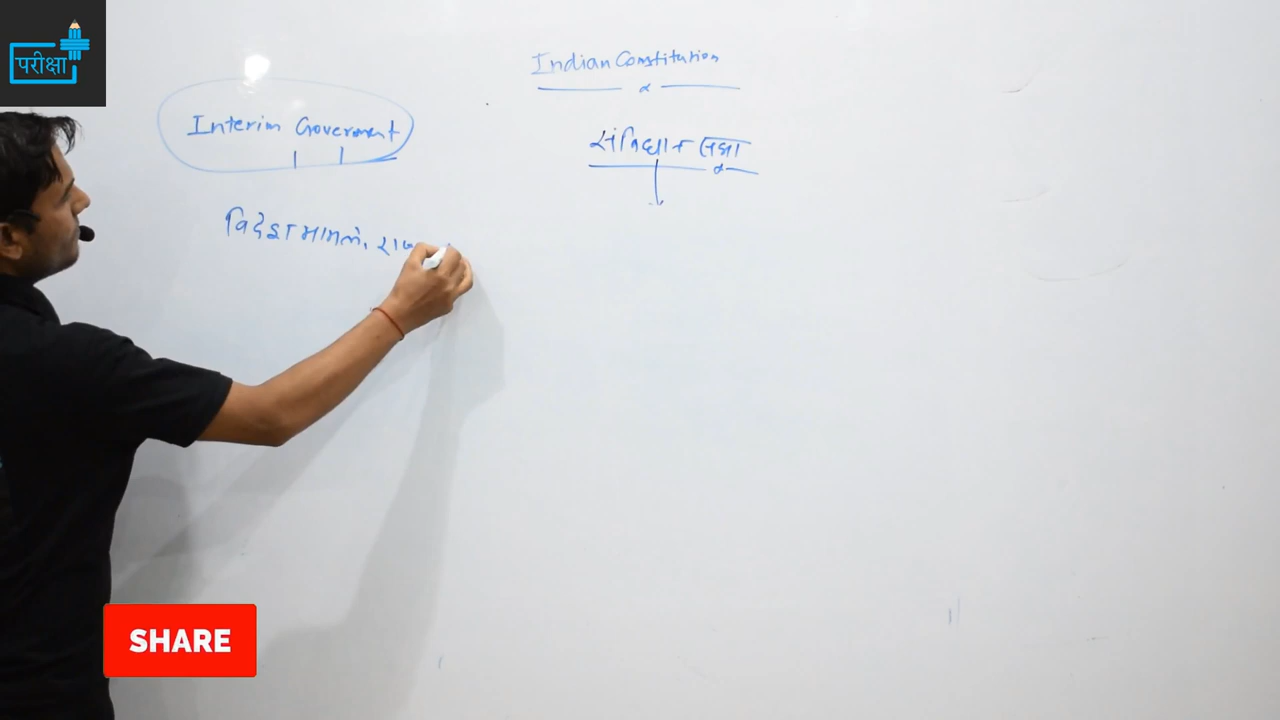 परीक्षा
Indian Constitution
Interim Goverment
संविधान सभा
विदेश मामले,
SHARE